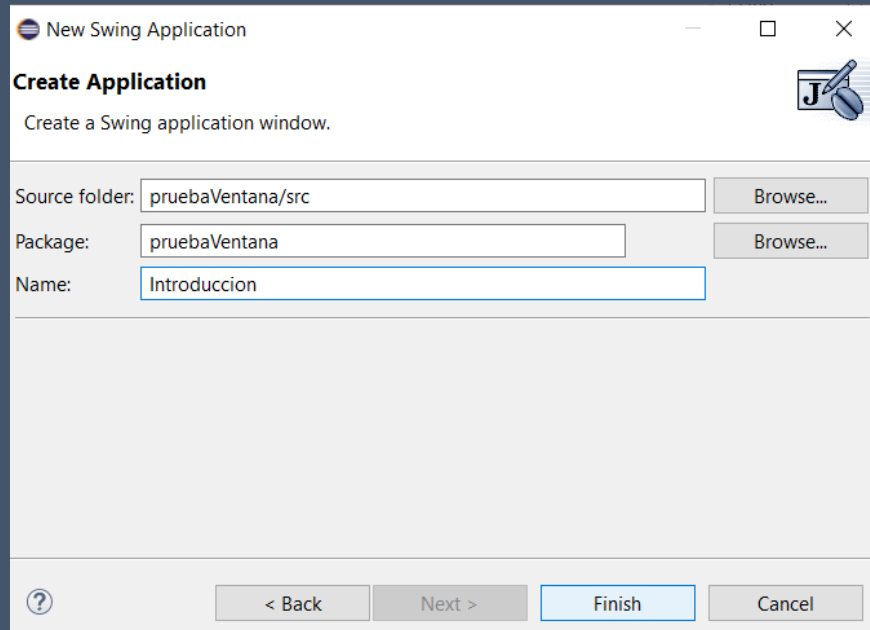 New Swing Application
Create Application
Create a Swing application window.
Source folder: pruebaVentana/src Browse...
Package: pruebaVentana Browse...
Name: Introduccion
? < Back Next > Finish Cancel